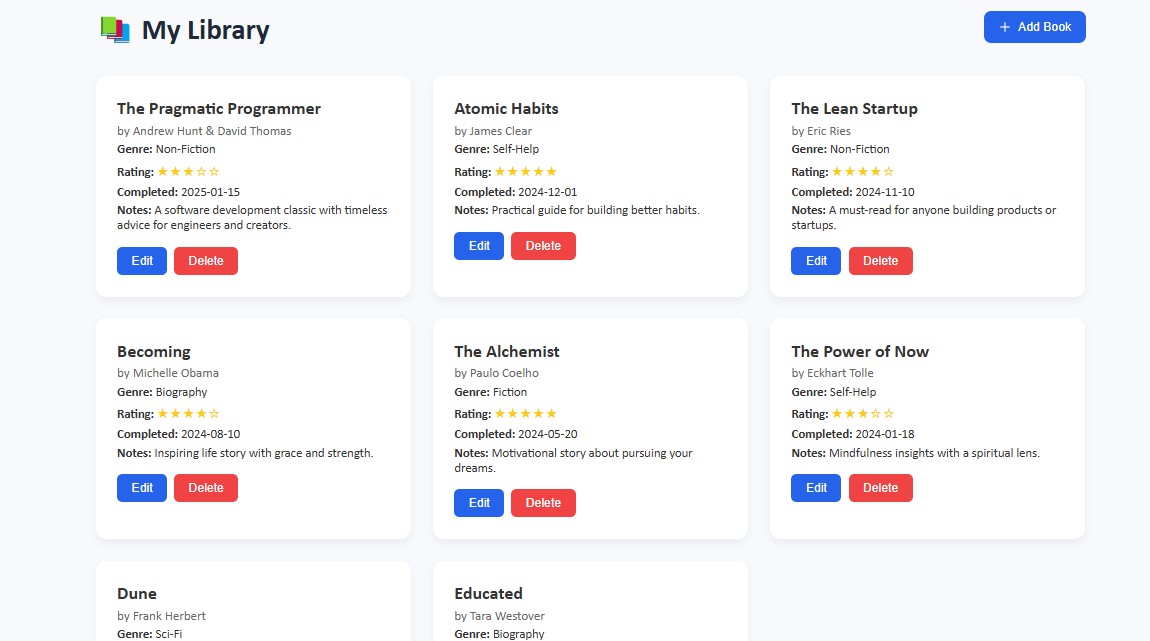 My Library
+ Add Book
The Pragmatic Programmer
by Andrew Hunt & David Thomas
Genre: Non-Fiction
Rating: ★★★☆☆
Completed: 2025-01-15
Notes: A software development classic with timeless
advice for engineers and creators.
Edit Delete
Atomic Habits
by James Clear
Genre: Self-Help
Rating: ★★★★★
Completed: 2024-12-01
Notes: Practical guide for building better habits.
Edit Delete
The Lean Startup
by Eric Ries
Genre: Non-Fiction
Rating: ★★★★☆
Completed: 2024-11-10
Notes: A must-read for anyone building products or
startups.
Edit Delete
Becoming
by Michelle Obama
Genre: Biography
Rating: ★★★★☆
Completed: 2024-08-10
Notes: Inspiring life story with grace and strength.
Edit Delete
The Alchemist
by Paulo Coelho
Genre: Fiction
Rating: ★★★★★
Completed: 2024-05-20
Notes: Motivational story about pursuing your
dreams.
Edit Delete
The Power of Now
by Eckhart Tolle
Genre: Self-Help
Rating: ★★★☆☆
Completed: 2024-01-18
Notes: Mindfulness insights with a spiritual lens.
Edit Delete
Dune
by Frank Herbert
Genre: Sci-Fi
Educated
by Tara Westover
Genre: Biography